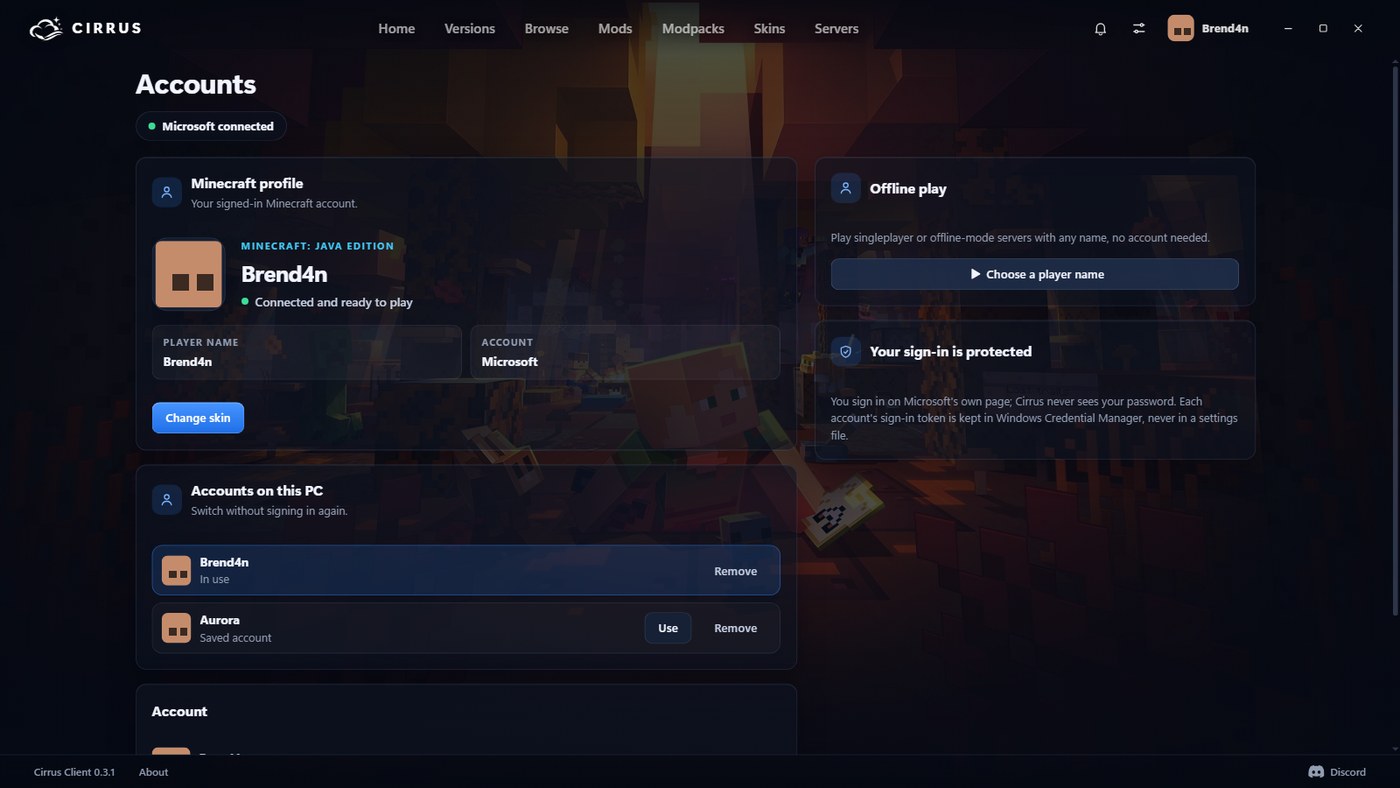 CIRRUS
Home
Versions
Browse
Mods
Modpacks
Skins
Servers
Brend4n
Accounts
Microsoft connected
Minecraft profile
Your signed-in Minecraft account.
MINECRAFT: JAVA EDITION
Brend4n
Connected and ready to play
PLAYER NAME
Brend4n
ACCOUNT
Microsoft
Change skin
Offline play
Play singleplayer or offline-mode servers with any name, no account needed.
Choose a player name
Your sign-in is protected
You sign in on Microsoft's own page; Cirrus never sees your password. Each
account's sign-in token is kept in Windows Credential Manager, never in a settings
file.
Accounts on this PC
Switch without signing in again.
Brend4n
In use
Remove
Aurora
Saved account
Use
Remove
Account
Cirrus Client 0.3.1
About
Discord